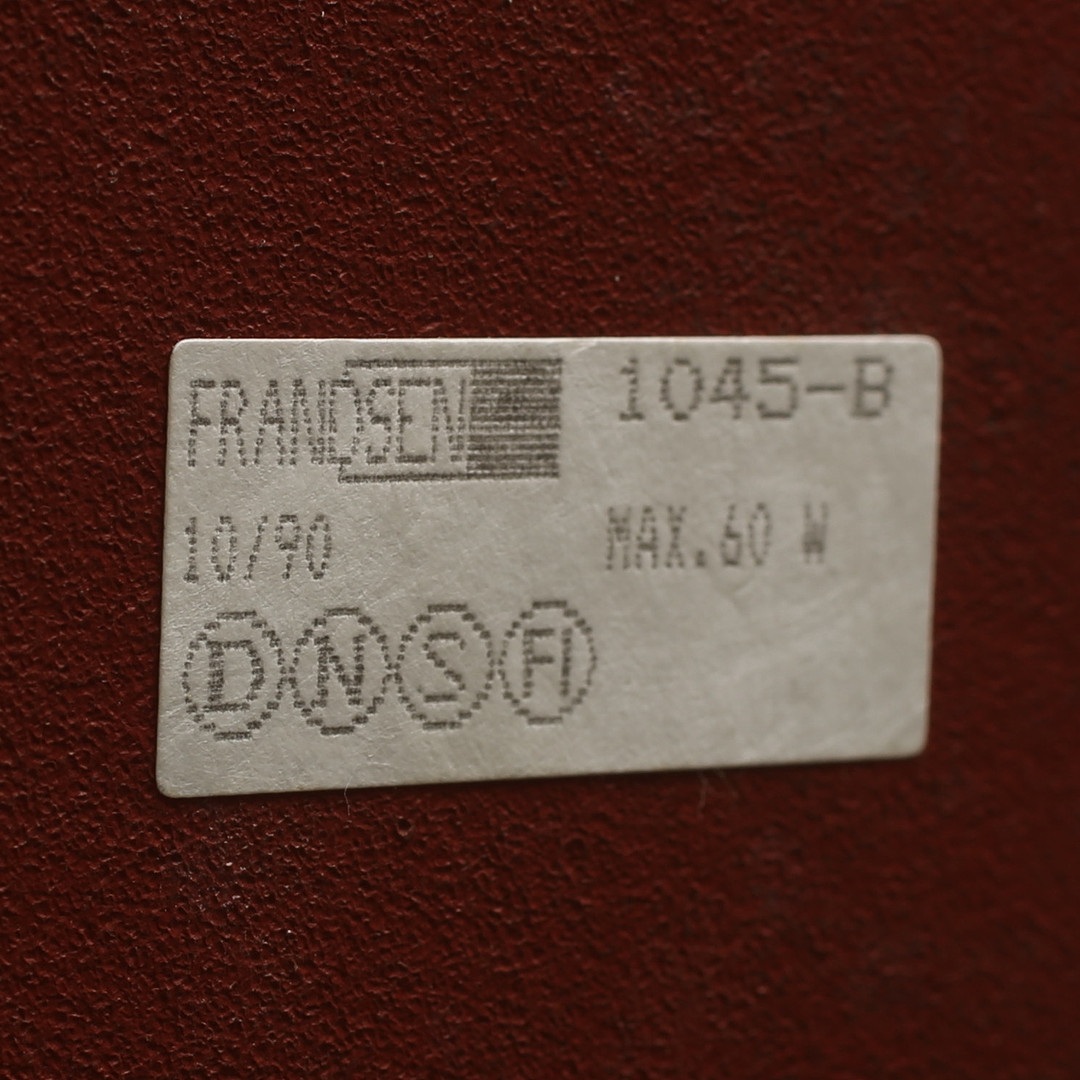 FRANDSEN 1045-B
10/90 MAX.60 W
D N S FI